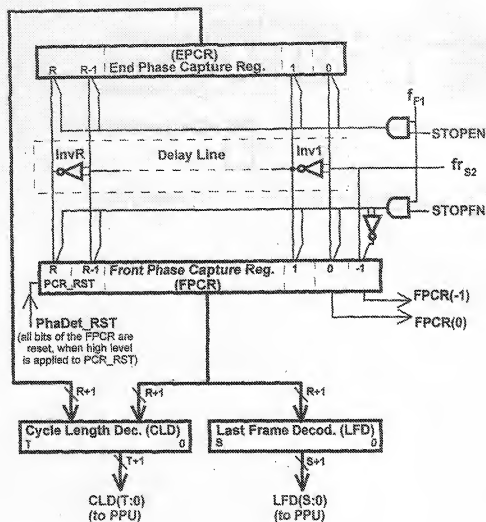 (EPCR)
R R-1 End Phase Capture Reg. 1 0
f_F1
STOPEN
InvR Delay Line Inv1
fr_S2
STOPFN
R R-1 Front Phase Capture Reg. 1 0 -1
PCR_RST (FPCR)
FPCR(-1)
FPCR(0)
PhaDet_RST
(all bits of the FPCR are
reset, when high level
is applied to PCR_RST)
R+1 R+1 R+1
Cycle Length Dec. (CLD) Last Frame Decod. (LFD)
T 0 S 0
T+1 S+1
CLD(T:0) LFD(S:0)
(to PPU) (to PPU)